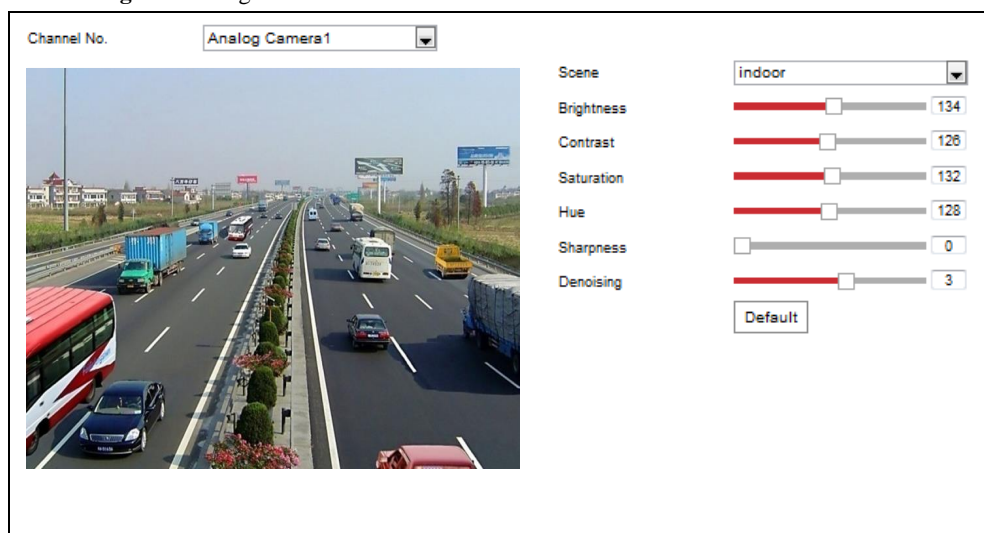 Channel No.
Analog Camera1
Scene
indoor
Brightness
134
Contrast
126
Saturation
132
Hue
128
Sharpness
0
Denoising
3
Default